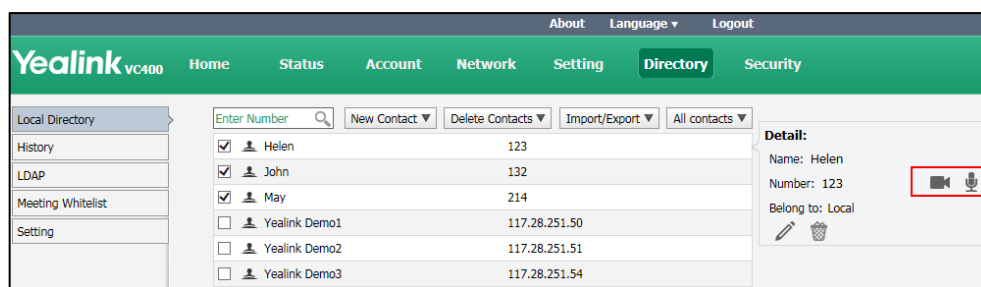 About Language ▾ Logout
Yealink VC400 Home Status Account Network Setting Directory Security
Local Directory
History
LDAP
Meeting Whitelist
Setting
Enter Number New Contact ▼ Delete Contacts ▼ Import/Export ▼ All contacts ▼
Helen 123
John 132
May 214
Yealink Demo1 117.28.251.50
Yealink Demo2 117.28.251.51
Yealink Demo3 117.28.251.54
Detail:
Name: Helen
Number: 123
Belong to: Local